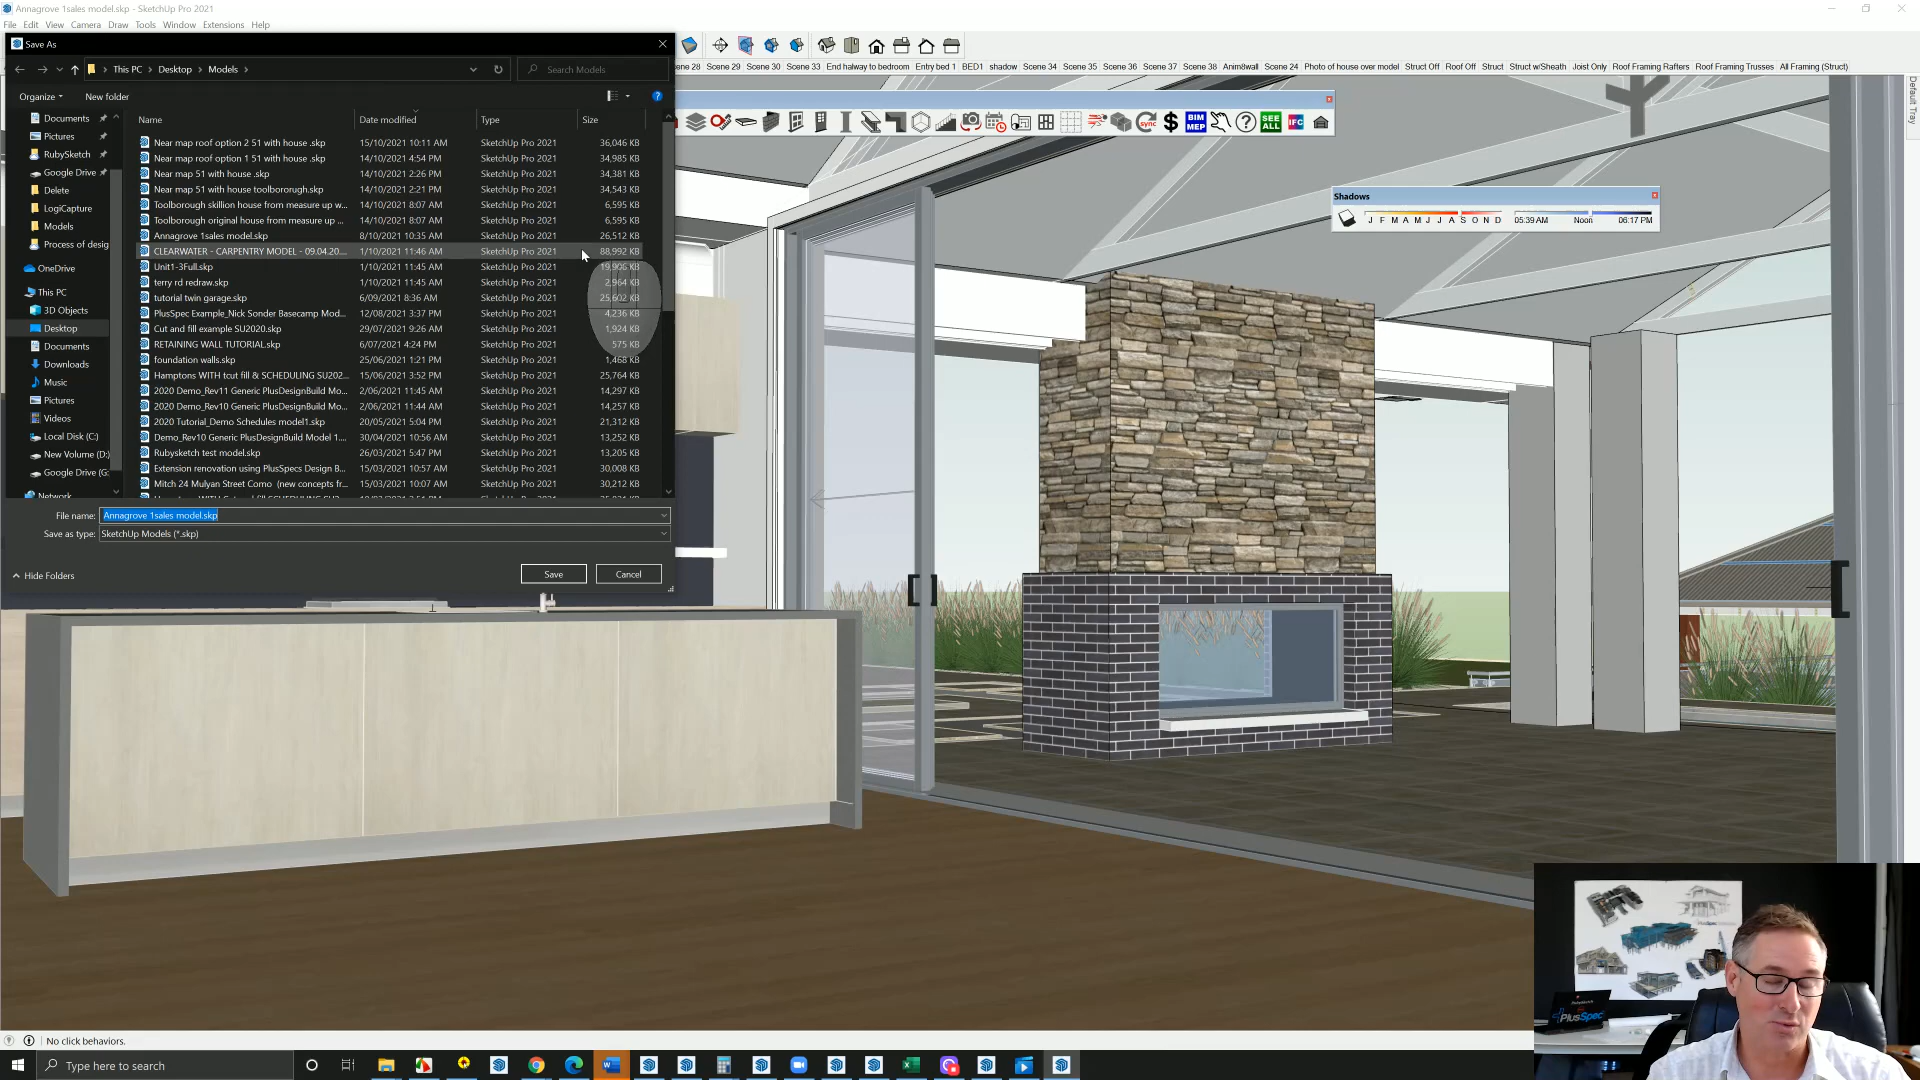 Annagrove 1sales model.skp - SketchUp Pro 2021
File Edit View Camera Draw Tools Window Extensions Help
Save As
This PC > Desktop > Models >
Search Models
Organize New folder
Name Date modified Type Size
Near map roof option 2 51 with house .skp 15/10/2021 10:11 AM SketchUp Pro 2021 36,046 KB
Near map roof option 1 51 with house .skp 14/10/2021 4:54 PM SketchUp Pro 2021 34,985 KB
Near map 51 with house .skp 14/10/2021 2:26 PM SketchUp Pro 2021 34,381 KB
Near map 51 with house toolbororugh.skp 14/10/2021 2:21 PM SketchUp Pro 2021 34,543 KB
Toolborough skillion house from measure up w... 14/10/2021 8:07 AM SketchUp Pro 2021 6,595 KB
Toolborough original house from measure up ... 14/10/2021 8:07 AM SketchUp Pro 2021 6,595 KB
Annagrove 1sales model.skp 8/10/2021 10:35 AM SketchUp Pro 2021 26,512 KB
CLEARWATER - CARPENTRY MODEL - 09.04.20.... 1/10/2021 11:46 AM SketchUp Pro 2021 88,992 KB
Unit1-3Full.skp 1/10/2021 11:45 AM SketchUp Pro 2021 19,906 KB
terry rd redraw.skp 1/10/2021 11:45 AM SketchUp Pro 2021 2,964 KB
tutorial twin garage.skp 6/09/2021 8:36 AM SketchUp Pro 2021 25,602 KB
PlusSpec Example_Nick Sonder Basecamp Mod... 12/08/2021 3:37 PM SketchUp Pro 2021 4,236 KB
Cut and fill example SU2020.skp 29/07/2021 9:26 AM SketchUp Pro 2021 1,924 KB
RETAINING WALL TUTORIAL.skp 6/07/2021 4:24 PM SketchUp Pro 2021 575 KB
foundation walls.skp 25/06/2021 1:21 PM SketchUp Pro 2021 1,468 KB
Hamptons WITH tcut fill & SCHEDULING SU202... 15/06/2021 3:52 PM SketchUp Pro 2021 25,764 KB
2020 Demo_Rev11 Generic PlusDesignBuild Mo... 2/06/2021 11:45 AM SketchUp Pro 2021 14,297 KB
2020 Demo_Rev10 Generic PlusDesignBuild Mo... 2/06/2021 11:44 AM SketchUp Pro 2021 14,257 KB
2020 Tutorial_Demo Schedules model1.skp 20/05/2021 5:04 PM SketchUp Pro 2021 21,312 KB
Demo_Rev10 Generic PlusDesignBuild Model 1.... 30/04/2021 10:56 AM SketchUp Pro 2021 13,252 KB
Rubysketch test model.skp 26/03/2021 5:47 PM SketchUp Pro 2021 13,205 KB
Extension renovation using PlusSpecs Design B... 15/03/2021 10:57 AM SketchUp Pro 2021 30,008 KB
Mitch 24 Mulyan Street Como (new concepts fr... 15/03/2021 10:07 AM SketchUp Pro 2021 30,212 KB
Documents
Pictures
RubySketch
Google Drive
Delete
LogiCapture
Models
Process of desig
OneDrive
This PC
3D Objects
Desktop
Documents
Downloads
Music
Pictures
Videos
Local Disk (C:)
New Volume (D:)
Google Drive (G:
Network
File name: Annagrove 1sales model.skp
Save as type: SketchUp Models (*.skp)
Hide Folders
Save Cancel
ene 28 Scene 29 Scene 30 Scene 33 End halway to bedroom Entry bed 1 BED1 shadow Scene 34 Scene 35 Scene 36 Scene 37 Scene 38 Anim8wall Scene 24 Photo of house over model Struct Off Roof Off Struct Struct w/Sheath Joist Only Roof Framing Rafters Roof Framing Trusses All Framing (Struct)
Default Tray
sync $ BIM MEP ? SEE ALL IFC
Shadows
J F M A M J J A S O N D 05:39 AM Noon 06:17 PM
PlusSpec
No click behaviors.
Type here to search